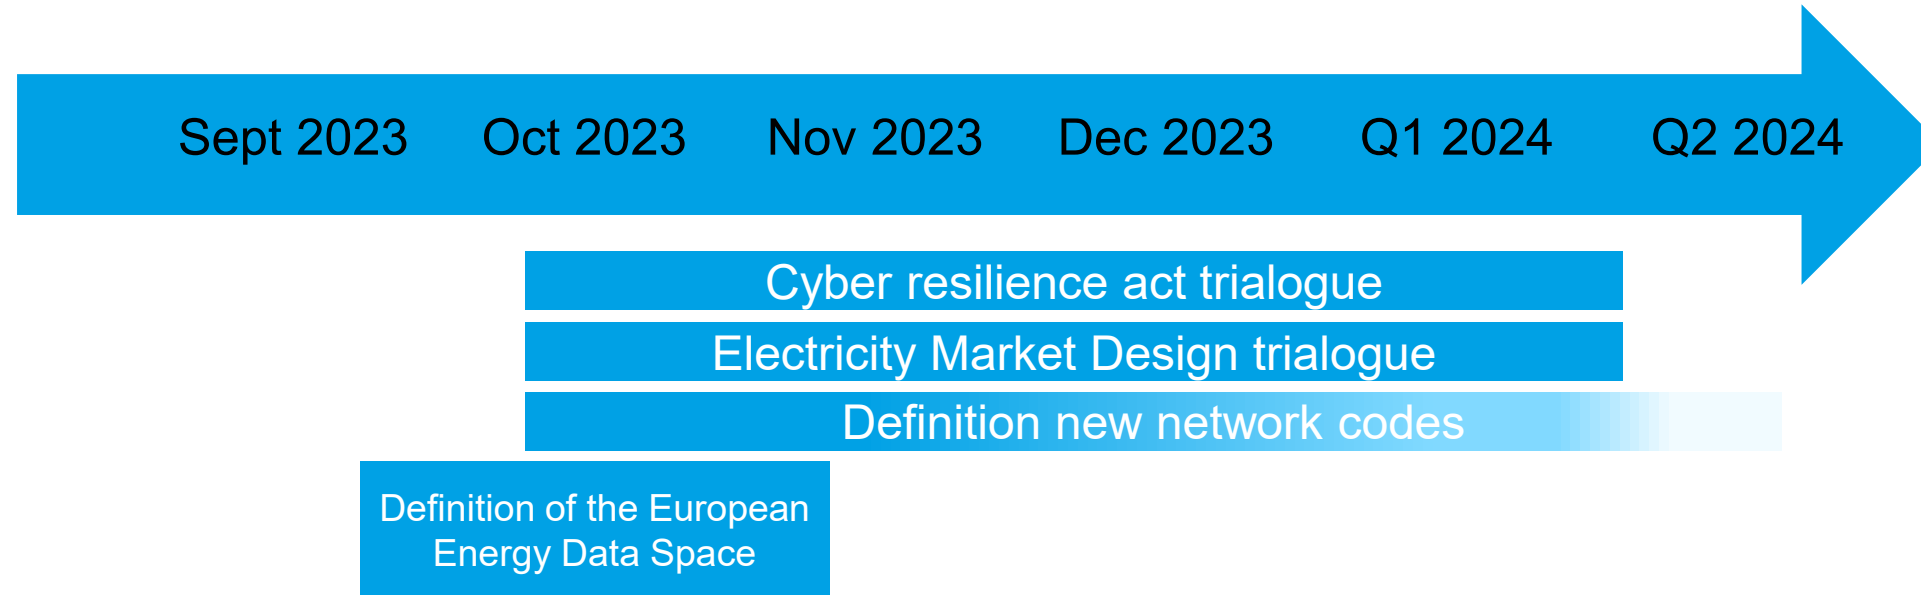 Sept 2023 Oct 2023 Nov 2023 Dec 2023 Q1 2024 Q2 2024
Cyber resilience act trialogue
Electricity Market Design trialogue
Definition new network codes
Definition of the European
Energy Data Space